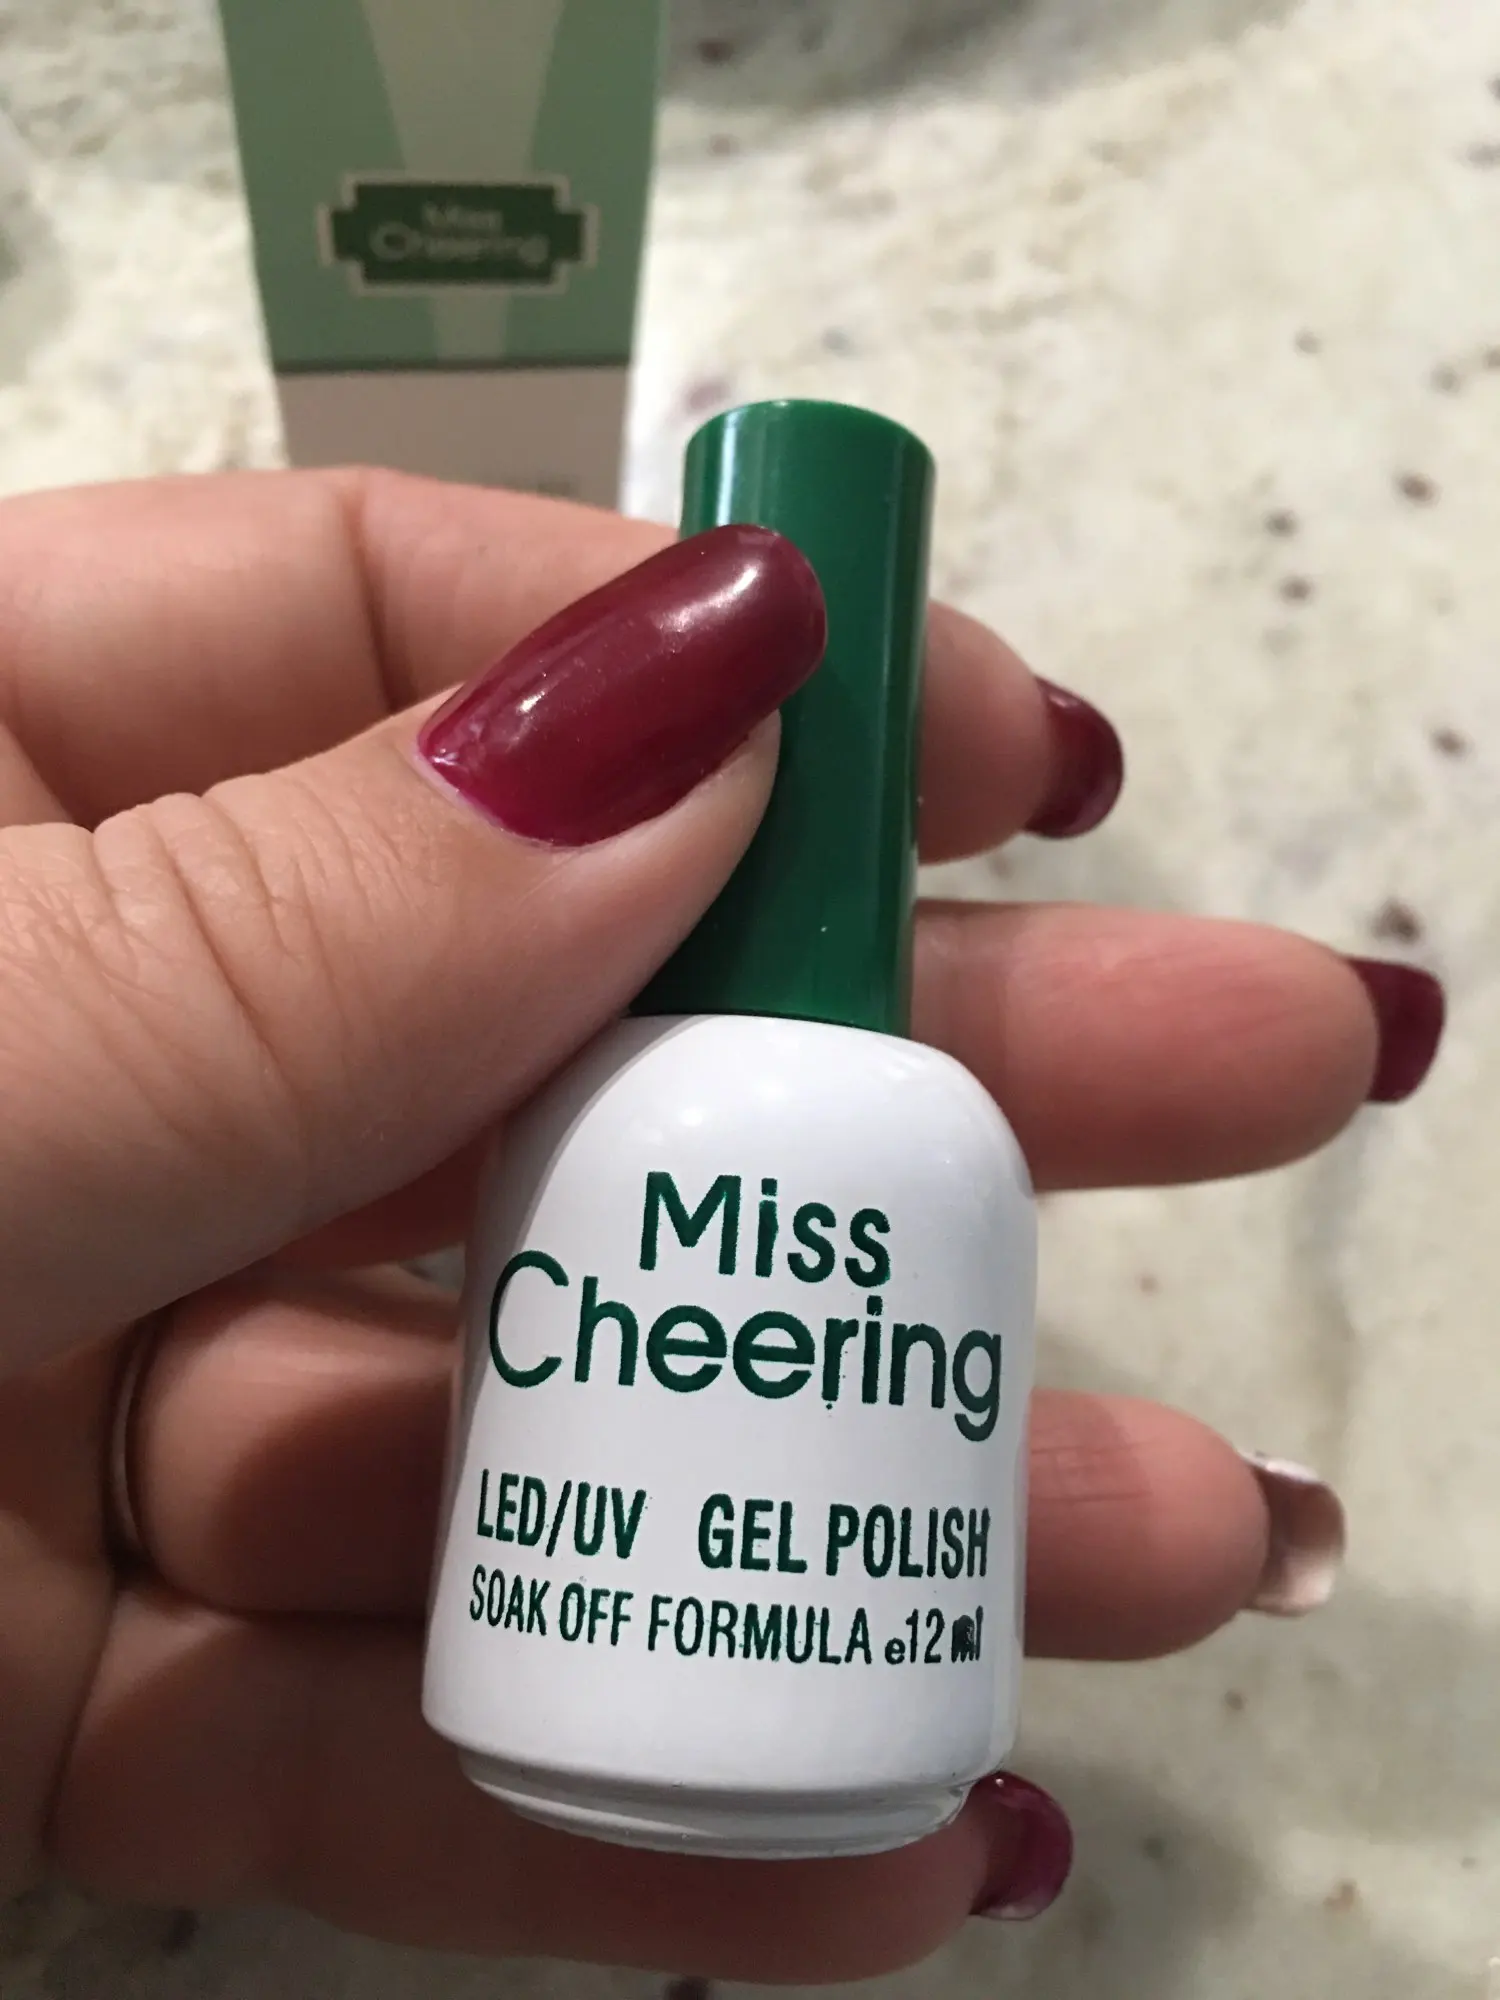 Miss
Cheering
Miss
Cheering
LED/UV GEL POLISH
SOAK OFF FORMULA e12 ml